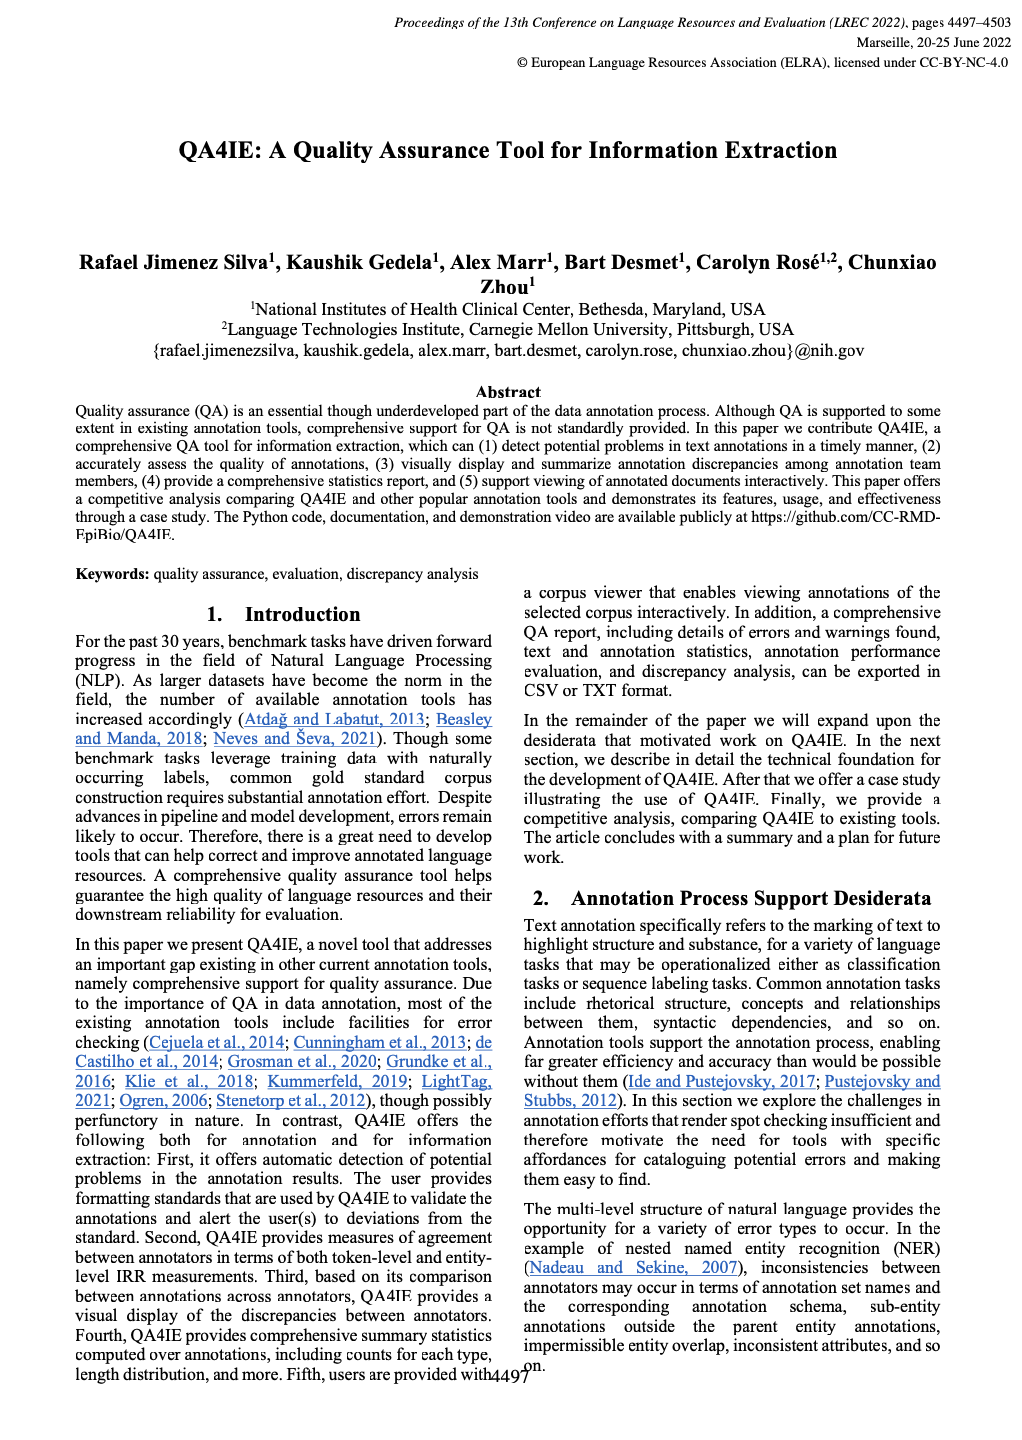 Proceedings of the 13th Conference on Language Resources and Evaluation (LREC 2022), pages 4497–4503
Marseille, 20-25 June 2022
© European Language Resources Association (ELRA), licensed under CC-BY-NC-4.0
QA4IE: A Quality Assurance Tool for Information Extraction
Rafael Jimenez Silva¹, Kaushik Gedela¹, Alex Marr¹, Bart Desmet¹, Carolyn Rosé¹,², Chunxiao
Zhou¹
¹National Institutes of Health Clinical Center, Bethesda, Maryland, USA
²Language Technologies Institute, Carnegie Mellon University, Pittsburgh, USA
{rafael.jimenezsilva, kaushik.gedela, alex.marr, bart.desmet, carolyn.rose, chunxiao.zhou}@nih.gov
Abstract
Quality assurance (QA) is an essential though underdeveloped part of the data annotation process. Although QA is supported to some
extent in existing annotation tools, comprehensive support for QA is not standardly provided. In this paper we contribute QA4IE, a
comprehensive QA tool for information extraction, which can (1) detect potential problems in text annotations in a timely manner, (2)
accurately assess the quality of annotations, (3) visually display and summarize annotation discrepancies among annotation team
members, (4) provide a comprehensive statistics report, and (5) support viewing of annotated documents interactively. This paper offers
a competitive analysis comparing QA4IE and other popular annotation tools and demonstrates its features, usage, and effectiveness
through a case study. The Python code, documentation, and demonstration video are available publicly at https://github.com/CC-RMD-
EpiBio/QA4IE.
Keywords: quality assurance, evaluation, discrepancy analysis
1. Introduction
For the past 30 years, benchmark tasks have driven forward
progress in the field of Natural Language Processing
(NLP). As larger datasets have become the norm in the
field, the number of available annotation tools has
increased accordingly (Atdağ and Labatut, 2013; Beasley
and Manda, 2018; Neves and Ševa, 2021). Though some
benchmark tasks leverage training data with naturally
occurring labels, common gold standard corpus
construction requires substantial annotation effort. Despite
advances in pipeline and model development, errors remain
likely to occur. Therefore, there is a great need to develop
tools that can help correct and improve annotated language
resources. A comprehensive quality assurance tool helps
guarantee the high quality of language resources and their
downstream reliability for evaluation.
In this paper we present QA4IE, a novel tool that addresses
an important gap existing in other current annotation tools,
namely comprehensive support for quality assurance. Due
to the importance of QA in data annotation, most of the
existing annotation tools include facilities for error
checking (Cejuela et al., 2014; Cunningham et al., 2013; de
Castilho et al., 2014; Grosman et al., 2020; Grundke et al.,
2016; Klie et al., 2018; Kummerfeld, 2019; LightTag,
2021; Ogren, 2006; Stenetorp et al., 2012), though possibly
perfunctory in nature. In contrast, QA4IE offers the
following both for annotation and for information
extraction: First, it offers automatic detection of potential
problems in the annotation results. The user provides
formatting standards that are used by QA4IE to validate the
annotations and alert the user(s) to deviations from the
standard. Second, QA4IE provides measures of agreement
between annotators in terms of both token-level and entity-
level IRR measurements. Third, based on its comparison
between annotations across annotators, QA4IE provides a
visual display of the discrepancies between annotators.
Fourth, QA4IE provides comprehensive summary statistics
computed over annotations, including counts for each type,
length distribution, and more. Fifth, users are provided with
a corpus viewer that enables viewing annotations of the
selected corpus interactively. In addition, a comprehensive
QA report, including details of errors and warnings found,
text and annotation statistics, annotation performance
evaluation, and discrepancy analysis, can be exported in
CSV or TXT format.
In the remainder of the paper we will expand upon the
desiderata that motivated work on QA4IE. In the next
section, we describe in detail the technical foundation for
the development of QA4IE. After that we offer a case study
illustrating the use of QA4IE. Finally, we provide a
competitive analysis, comparing QA4IE to existing tools.
The article concludes with a summary and a plan for future
work.
2. Annotation Process Support Desiderata
Text annotation specifically refers to the marking of text to
highlight structure and substance, for a variety of language
tasks that may be operationalized either as classification
tasks or sequence labeling tasks. Common annotation tasks
include rhetorical structure, concepts and relationships
between them, syntactic dependencies, and so on.
Annotation tools support the annotation process, enabling
far greater efficiency and accuracy than would be possible
without them (Ide and Pustejovsky, 2017; Pustejovsky and
Stubbs, 2012). In this section we explore the challenges in
annotation efforts that render spot checking insufficient and
therefore motivate the need for tools with specific
affordances for cataloguing potential errors and making
them easy to find.
The multi-level structure of natural language provides the
opportunity for a variety of error types to occur. In the
example of nested named entity recognition (NER)
(Nadeau and Sekine, 2007), inconsistencies between
annotators may occur in terms of annotation set names and
the corresponding annotation schema, sub-entity
annotations outside the parent entity annotations,
impermissible entity overlap, inconsistent attributes, and so
on.
4497